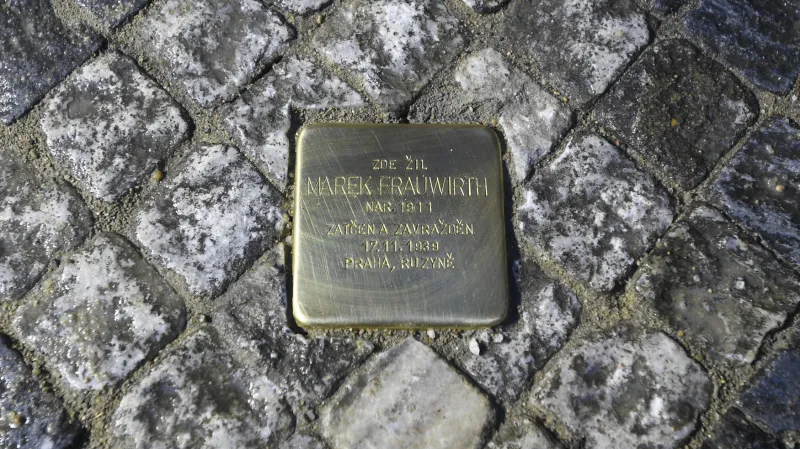 ZDE ŽIL
MAREK FRAUWIRTH
NAR. 1911
ZATČEN A ZAVRAŽDĚN
17.11. 1939
PRAHA, RUZYNĚ